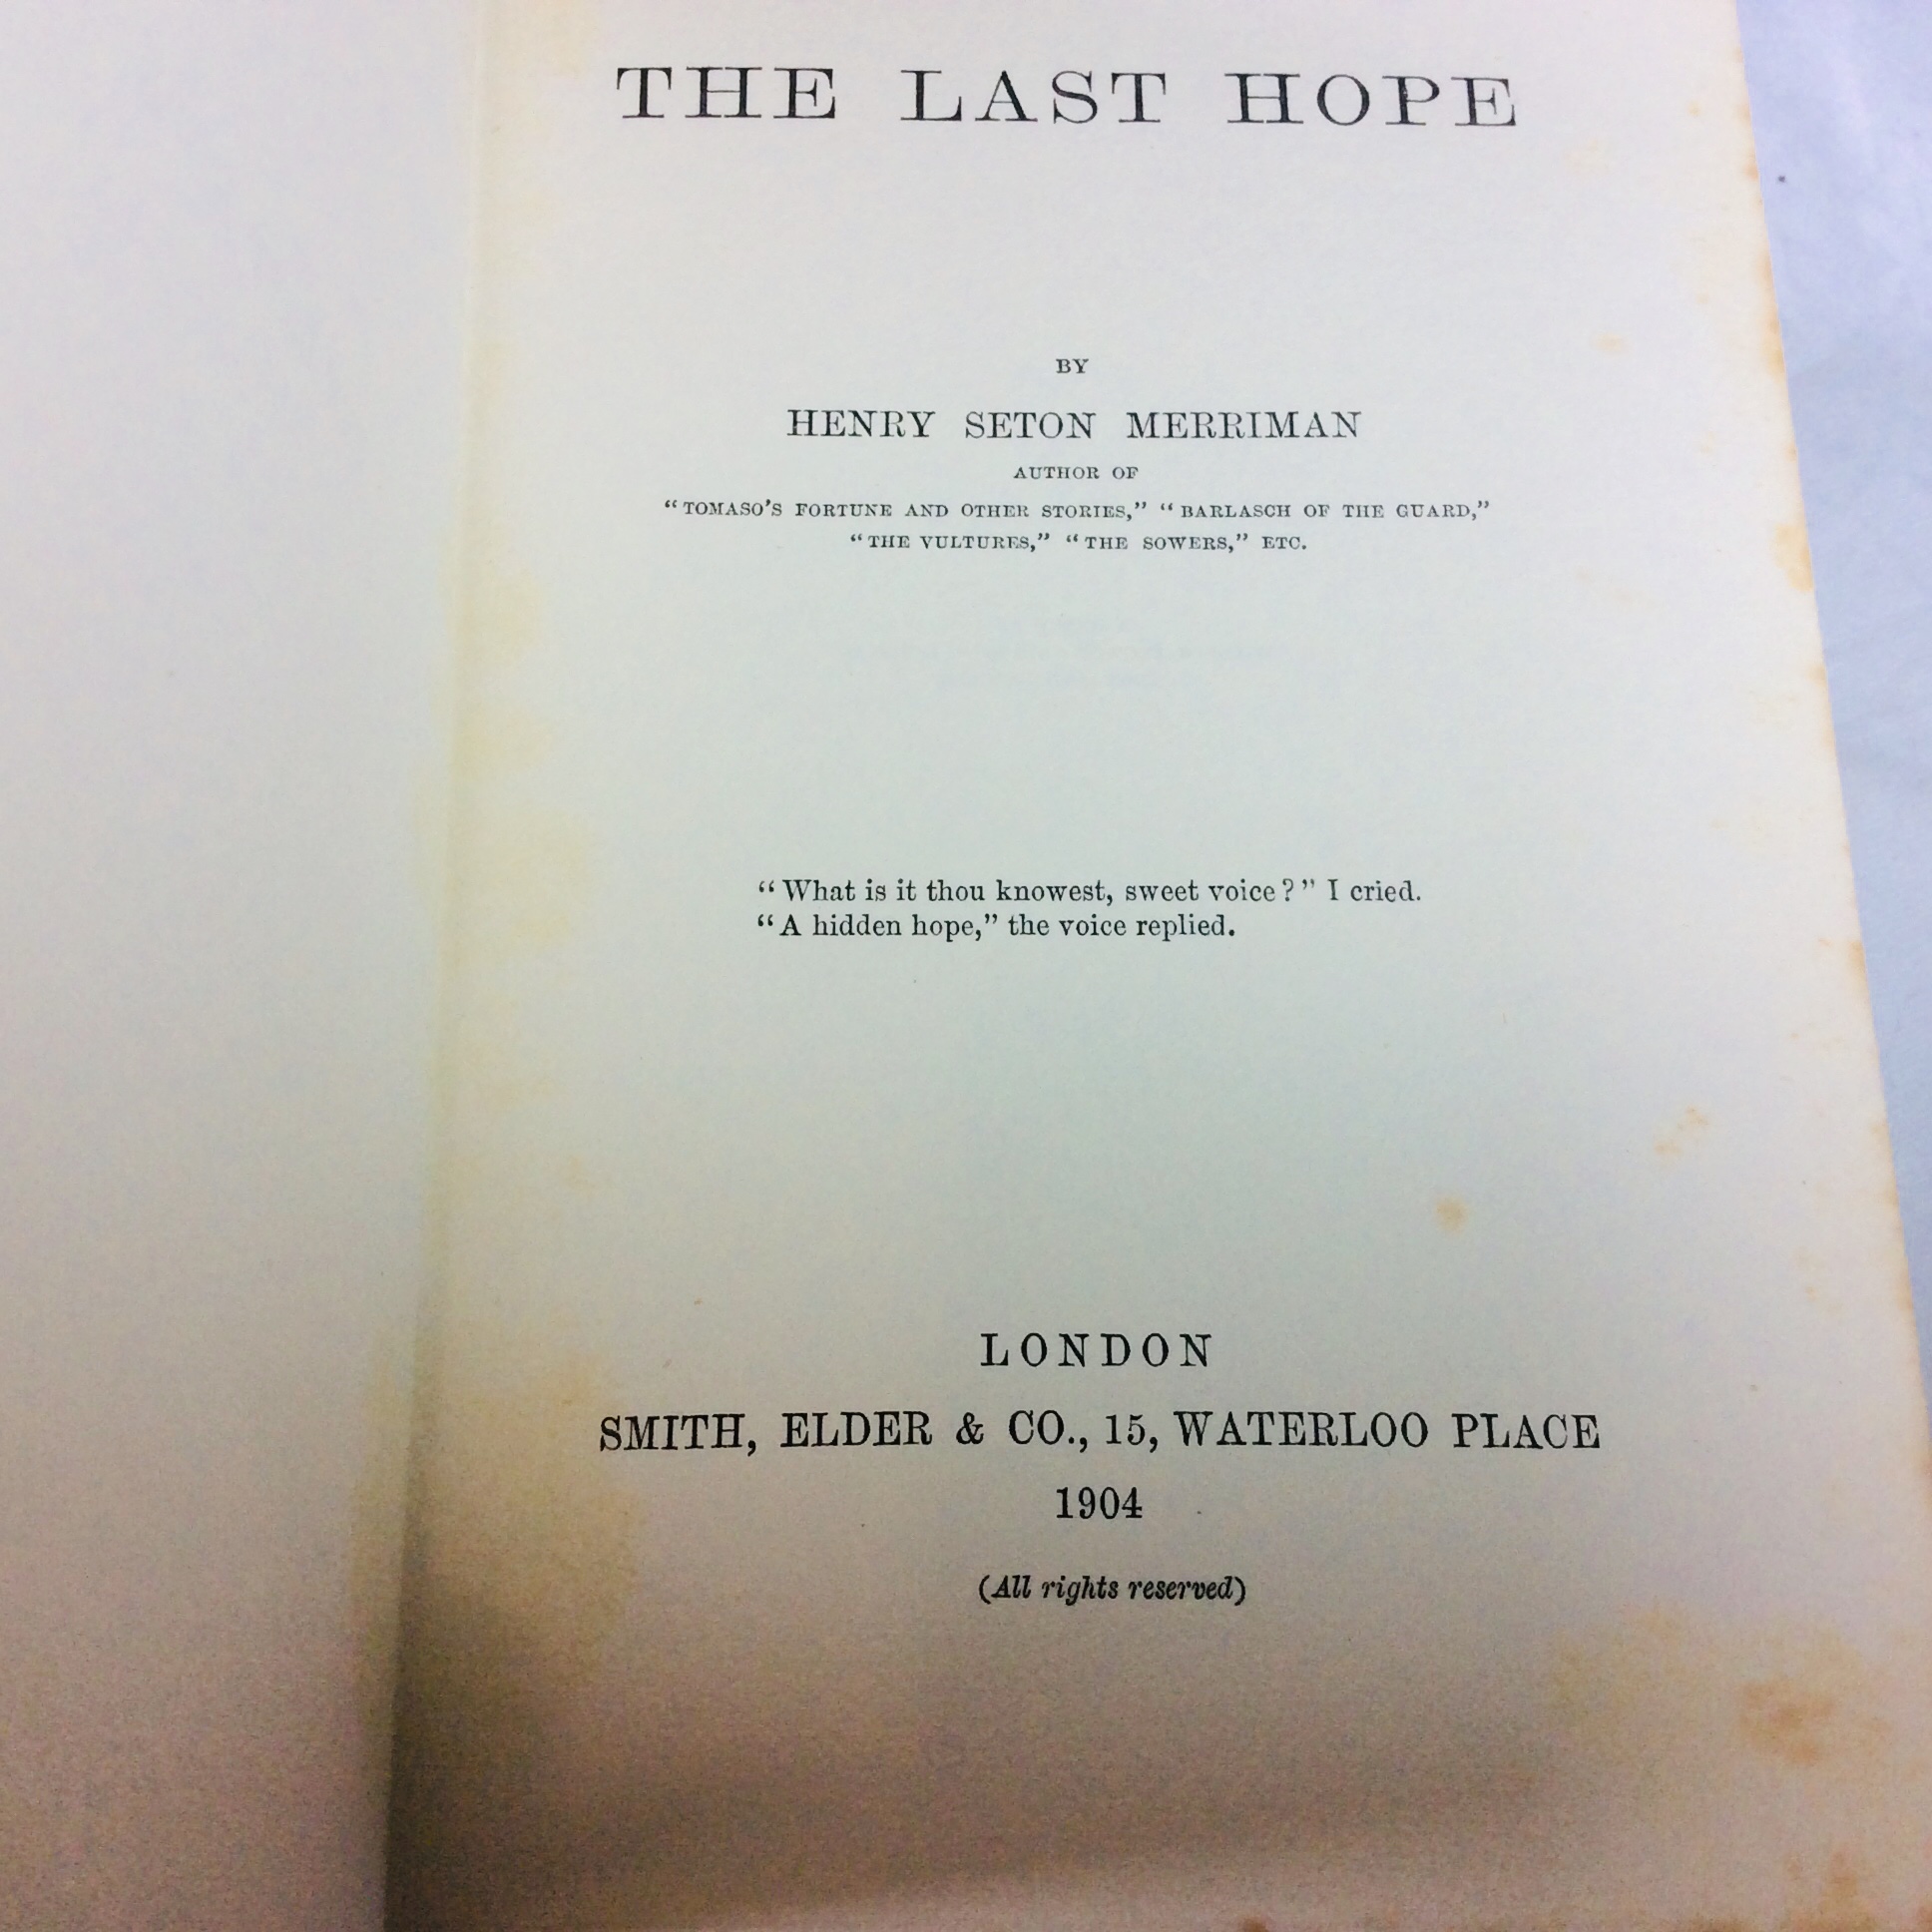 THE LAST HOPE
BY
HENRY SETON MERRIMAN
AUTHOR OF
“TOMASO’S FORTUNE AND OTHER STORIES,” “BARLASCH OF THE GUARD,”
“THE VULTURES,” “THE SOWERS,” ETC.
“What is it thou knowest, sweet voice?” I cried.
“A hidden hope,” the voice replied.
LONDON
SMITH, ELDER & CO., 15, WATERLOO PLACE
1904
(All rights reserved)